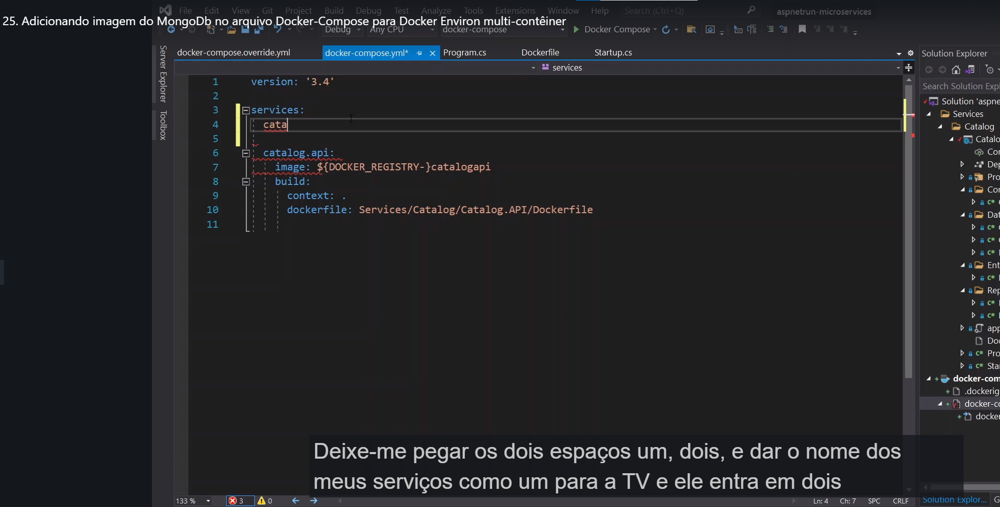 File Edit View Git Project Build Debug Test Analyze Tools Extensions Window Help Search (Ctrl+Q) aspnetrun-microservices
25. Adicionando imagem do MongoDb no arquivo Docker-Compose para Docker Environ multi-contêiner
Debug Any CPU docker-compose Docker Compose
Server Explorer
Toolbox
docker-compose.override.yml docker-compose.yml* Program.cs Dockerfile Startup.cs
services
1 version: '3.4'
2
3 services:
4 cata
5
6 catalog.api:
7 image: ${DOCKER_REGISTRY-}catalogapi
8 build:
9 context: .
10 dockerfile: Services/Catalog/Catalog.API/Dockerfile
11
Solution Explorer
Search Solution Exp
Solution 'aspne
Services
Catalog
Catalo
Con
Dep
Pro
Con
C#
Dat
C#
C#
C#
Ent
C#
Rep
C#
C#
app
Doc
C# Pro
C# Star
docker-com
.dockerig
docker-co
docker
Deixe-me pegar os dois espaços um, dois, e dar o nome dos
meus serviços como um para a TV e ele entra em dois
133 % 3 0 Ln: 4 Ch: 7 SPC CRLF
Solution Explor... G